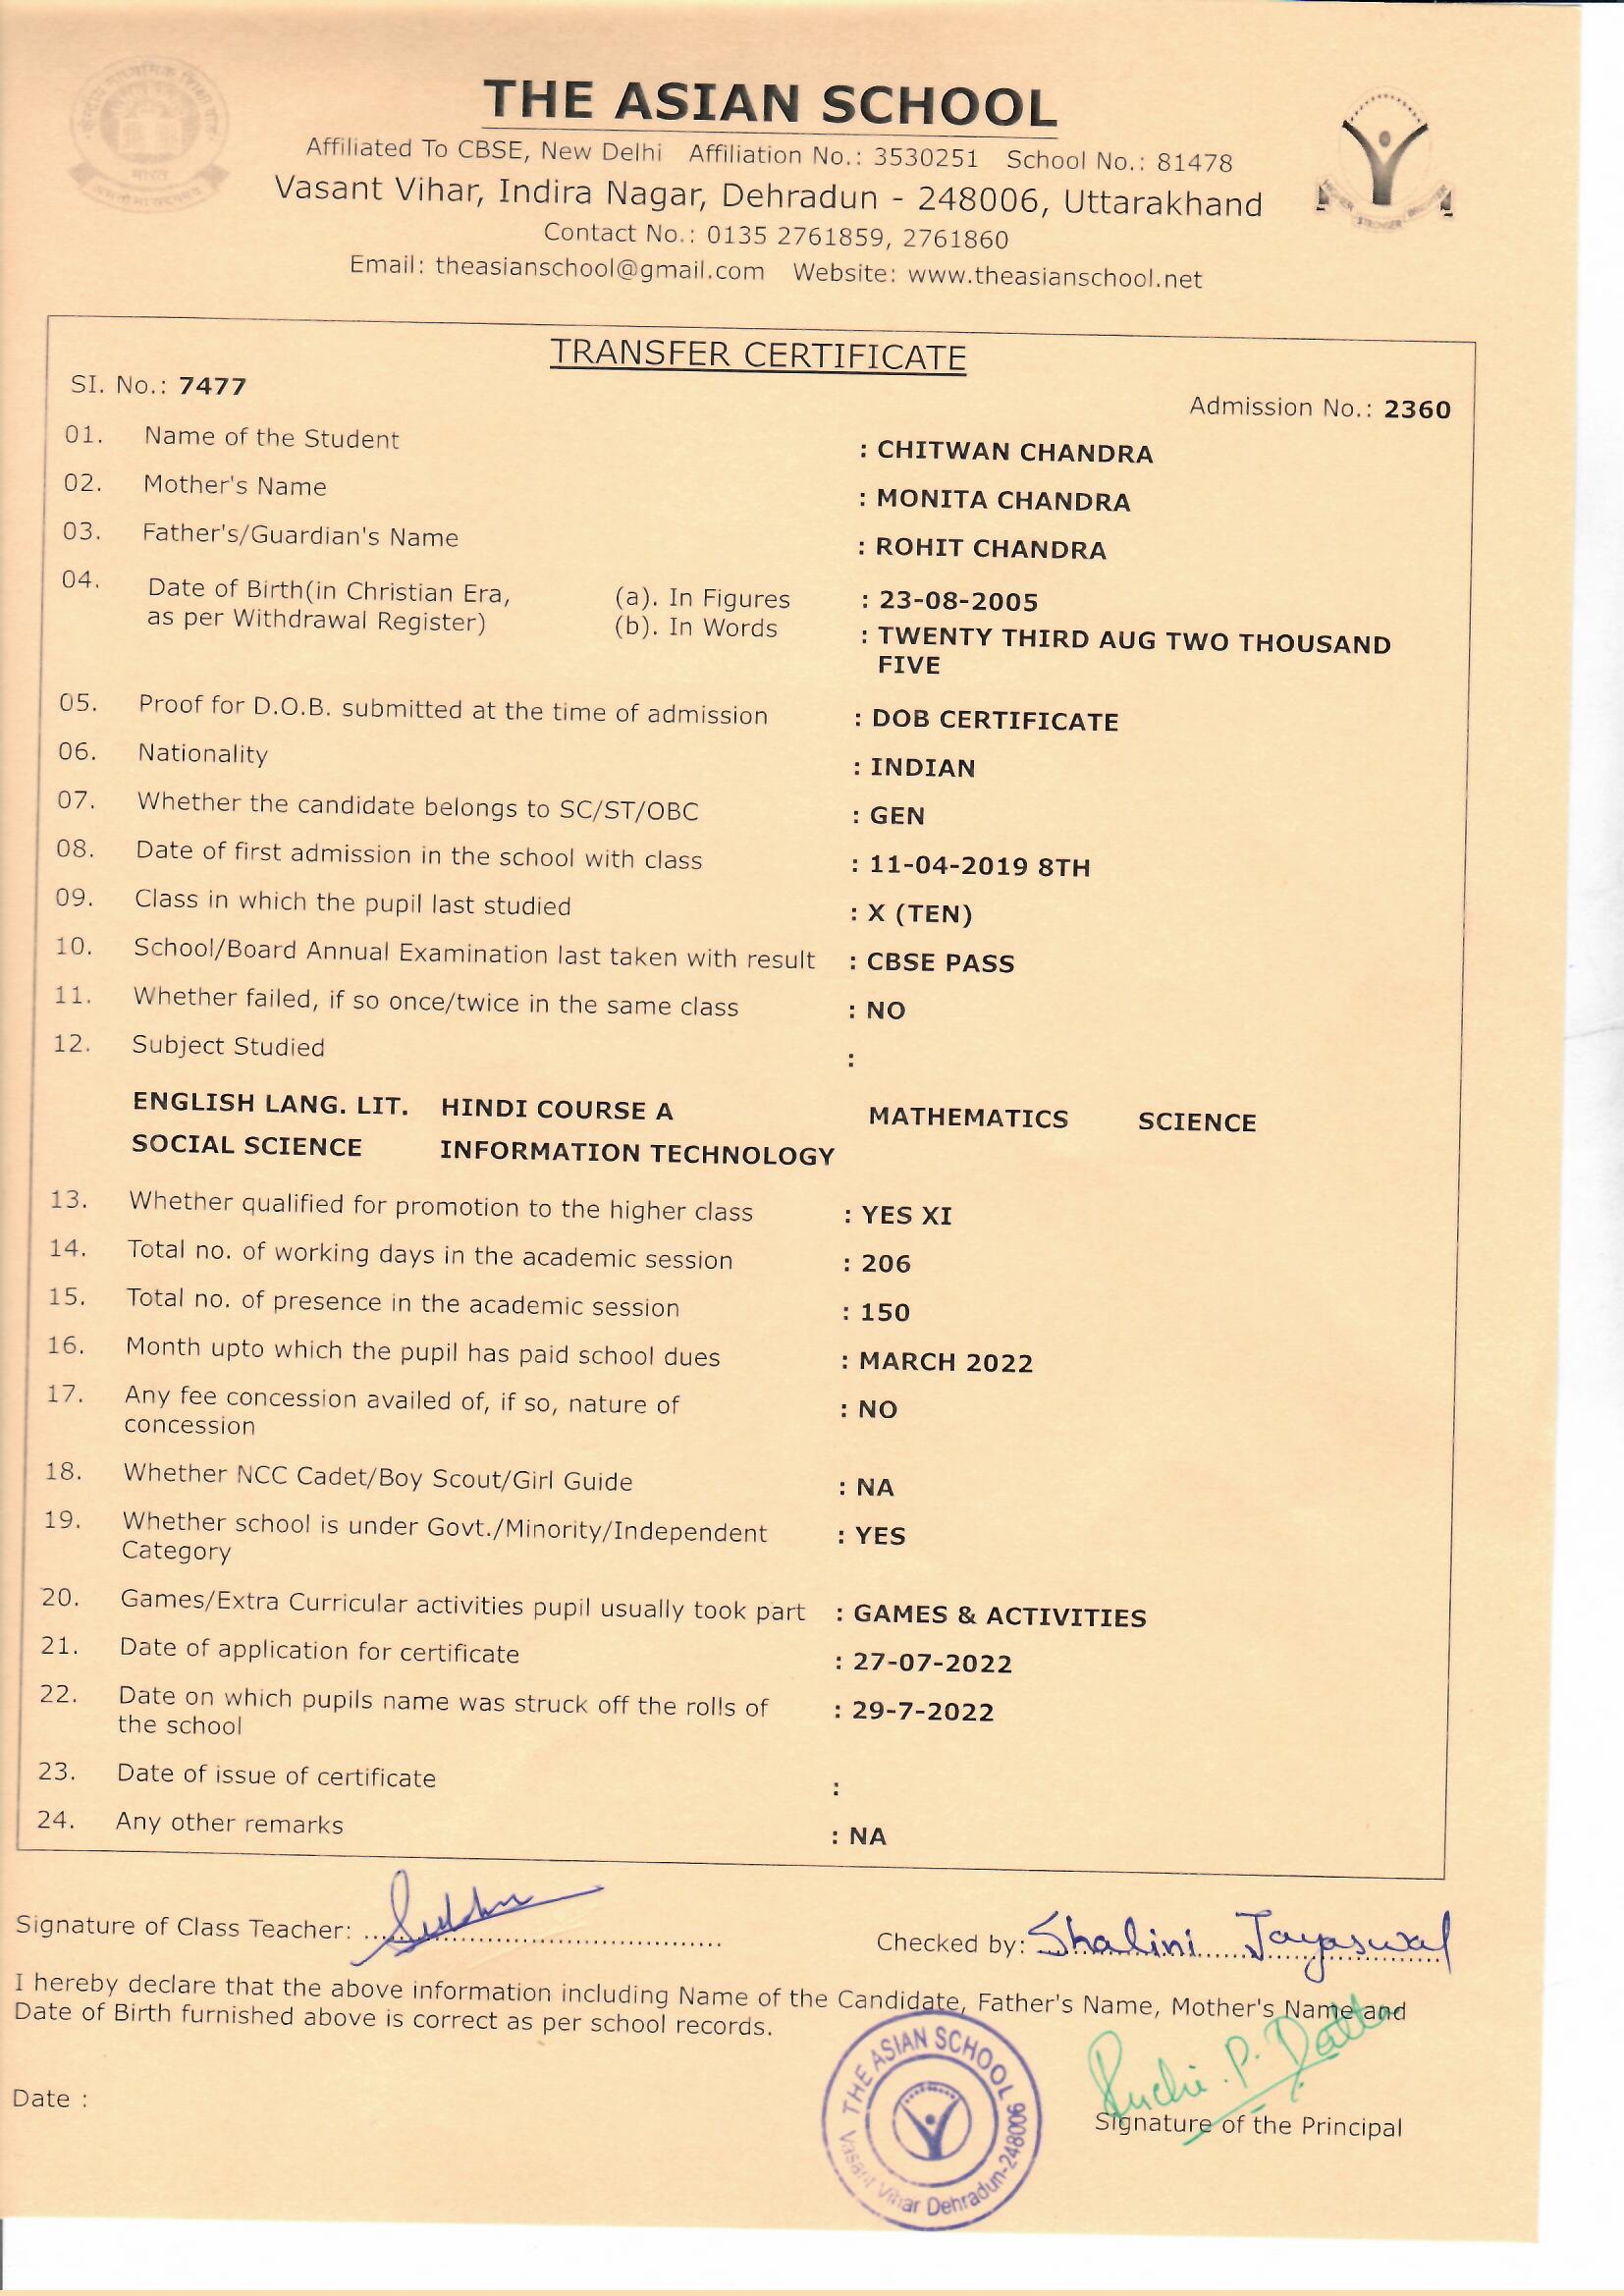 THE ASIAN SCHOOL
Affiliated To CBSE, New Delhi Affiliation No.: 3530251 School No.: 81478
Vasant Vihar, Indira Nagar, Dehradun - 248006, Uttarakhand
Contact No.: 0135 2761859, 2761860
Email: theasianschool@gmail.com Website: www.theasianschool.net
भारत
TRANSFER CERTIFICATE
SI. No.: 7477
Admission No.: 2360
01. Name of the Student : CHITWAN CHANDRA
02. Mother's Name : MONITA CHANDRA
03. Father's/Guardian's Name : ROHIT CHANDRA
04. Date of Birth(in Christian Era, (a). In Figures : 23-08-2005
as per Withdrawal Register) (b). In Words : TWENTY THIRD AUG TWO THOUSAND
FIVE
05. Proof for D.O.B. submitted at the time of admission : DOB CERTIFICATE
06. Nationality : INDIAN
07. Whether the candidate belongs to SC/ST/OBC : GEN
08. Date of first admission in the school with class : 11-04-2019 8TH
09. Class in which the pupil last studied : X (TEN)
10. School/Board Annual Examination last taken with result : CBSE PASS
11. Whether failed, if so once/twice in the same class : NO
12. Subject Studied :
ENGLISH LANG. LIT. HINDI COURSE A MATHEMATICS SCIENCE
SOCIAL SCIENCE INFORMATION TECHNOLOGY
13. Whether qualified for promotion to the higher class : YES XI
14. Total no. of working days in the academic session : 206
15. Total no. of presence in the academic session : 150
16. Month upto which the pupil has paid school dues : MARCH 2022
17. Any fee concession availed of, if so, nature of : NO
concession
18. Whether NCC Cadet/Boy Scout/Girl Guide : NA
19. Whether school is under Govt./Minority/Independent : YES
Category
20. Games/Extra Curricular activities pupil usually took part : GAMES & ACTIVITIES
21. Date of application for certificate : 27-07-2022
22. Date on which pupils name was struck off the rolls of : 29-7-2022
the school
23. Date of issue of certificate :
24. Any other remarks : NA
Signature of Class Teacher:
Checked by: Shalini Jayaswal
I hereby declare that the above information including Name of the Candidate, Father's Name, Mother's Name and
Date of Birth furnished above is correct as per school records.
THE ASIAN SCHOOL
Vasant Vihar Dehradun-248006
Ruchi. P. Datta
Date :
Signature of the Principal